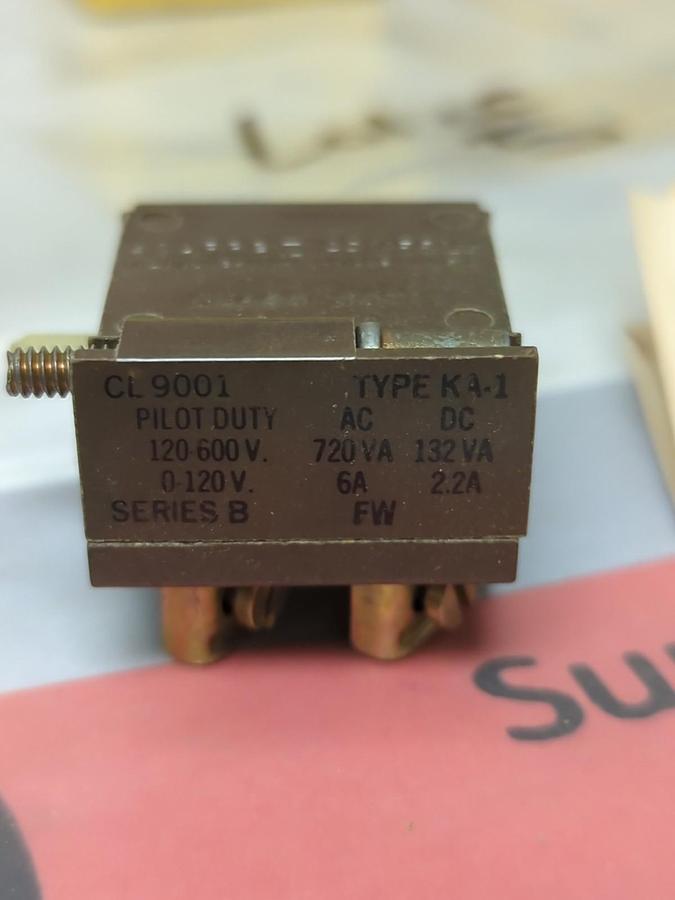 CL 9001 TYPE KA-1
PILOT DUTY AC DC
120-600 V. 720 VA 132 VA
0-120 V. 6A 2.2A
SERIES B FW
Su